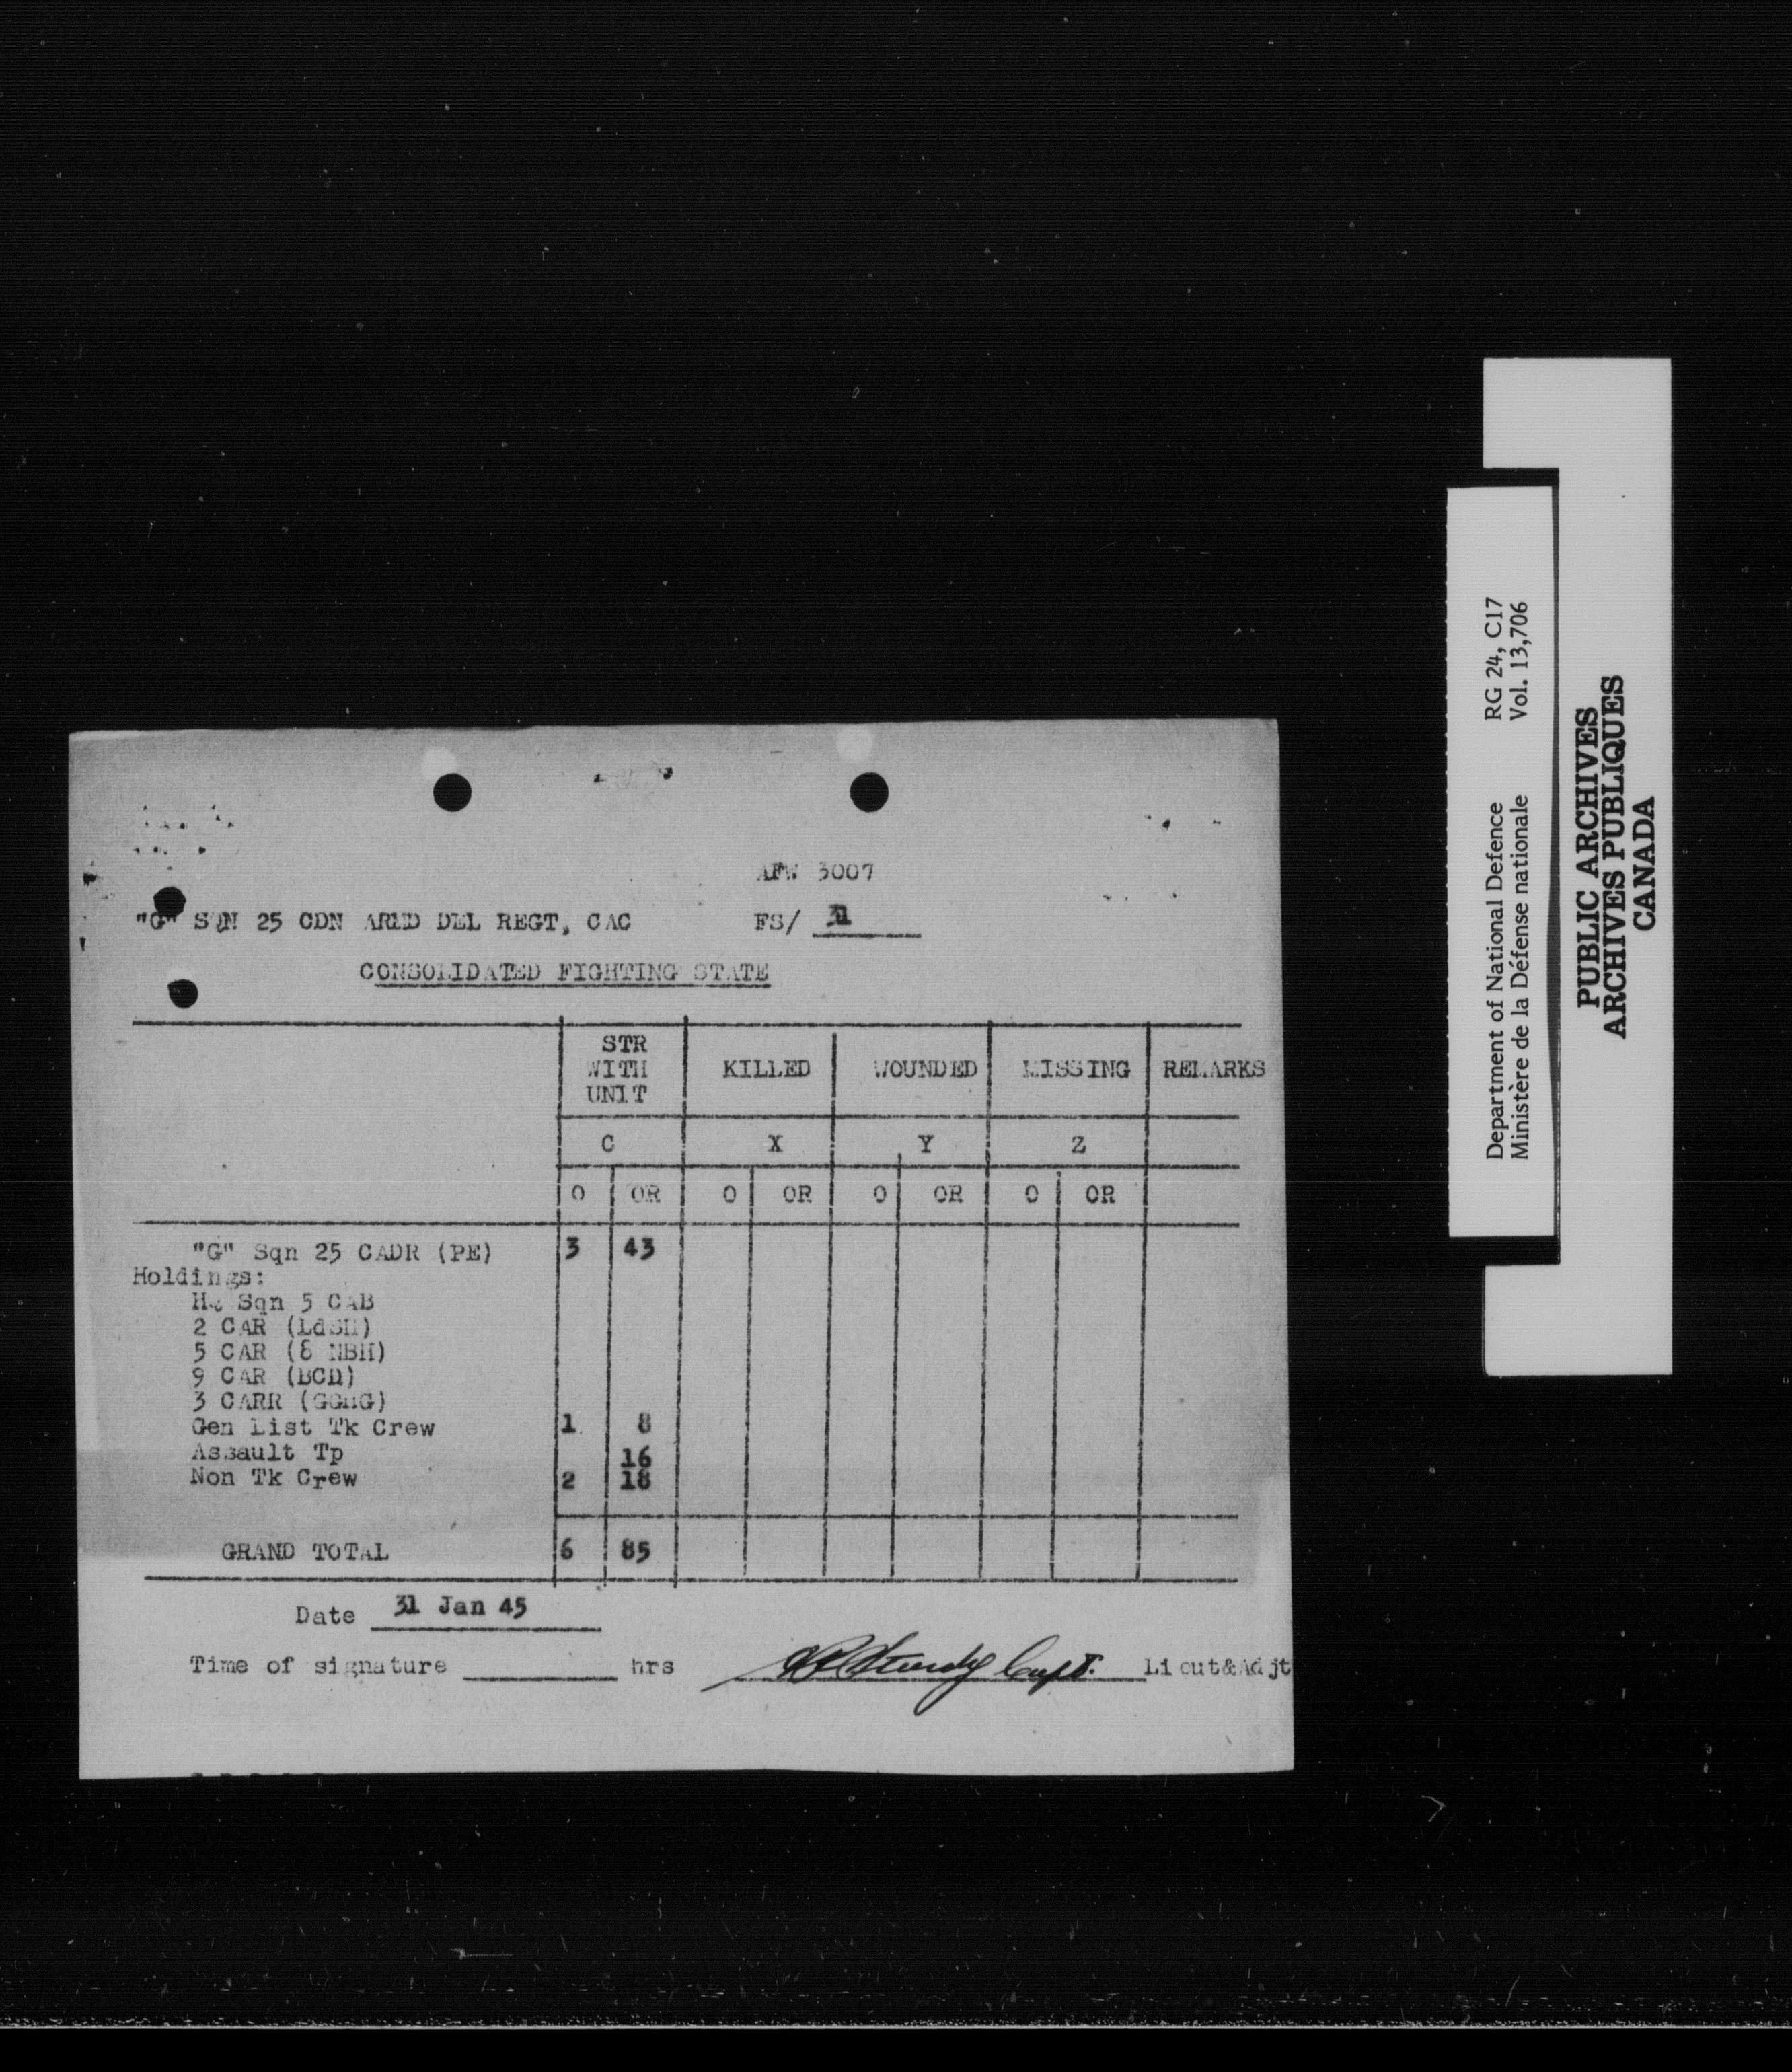 AFW 3007
"G" SQN 25 CDN ARMD DEL REGT, CAC FS/ 31
CONSOLIDATED FIGHTING STATE
STR WITH UNIT KILLED WOUNDED MISSING REMARKS
C X Y Z
O OR O OR O OR O OR
"G" Sqn 25 CADR (PE) 3 43
Holdings:
HQ Sqn 5 CAB
2 CAR (LdSH)
5 CAR (8 NBH)
9 CAR (BCD)
3 CARR (GGHG)
Gen List Tk Crew 1 8
Assault Tp 16
Non Tk Crew 2 18
GRAND TOTAL 6 85
Date 31 Jan 45
Time of signature hrs Capt. Lieut&Adjt
Department of National Defence RG 24, C17
Ministère de la Défense nationale Vol. 13,706
PUBLIC ARCHIVES
ARCHIVES PUBLIQUES
CANADA